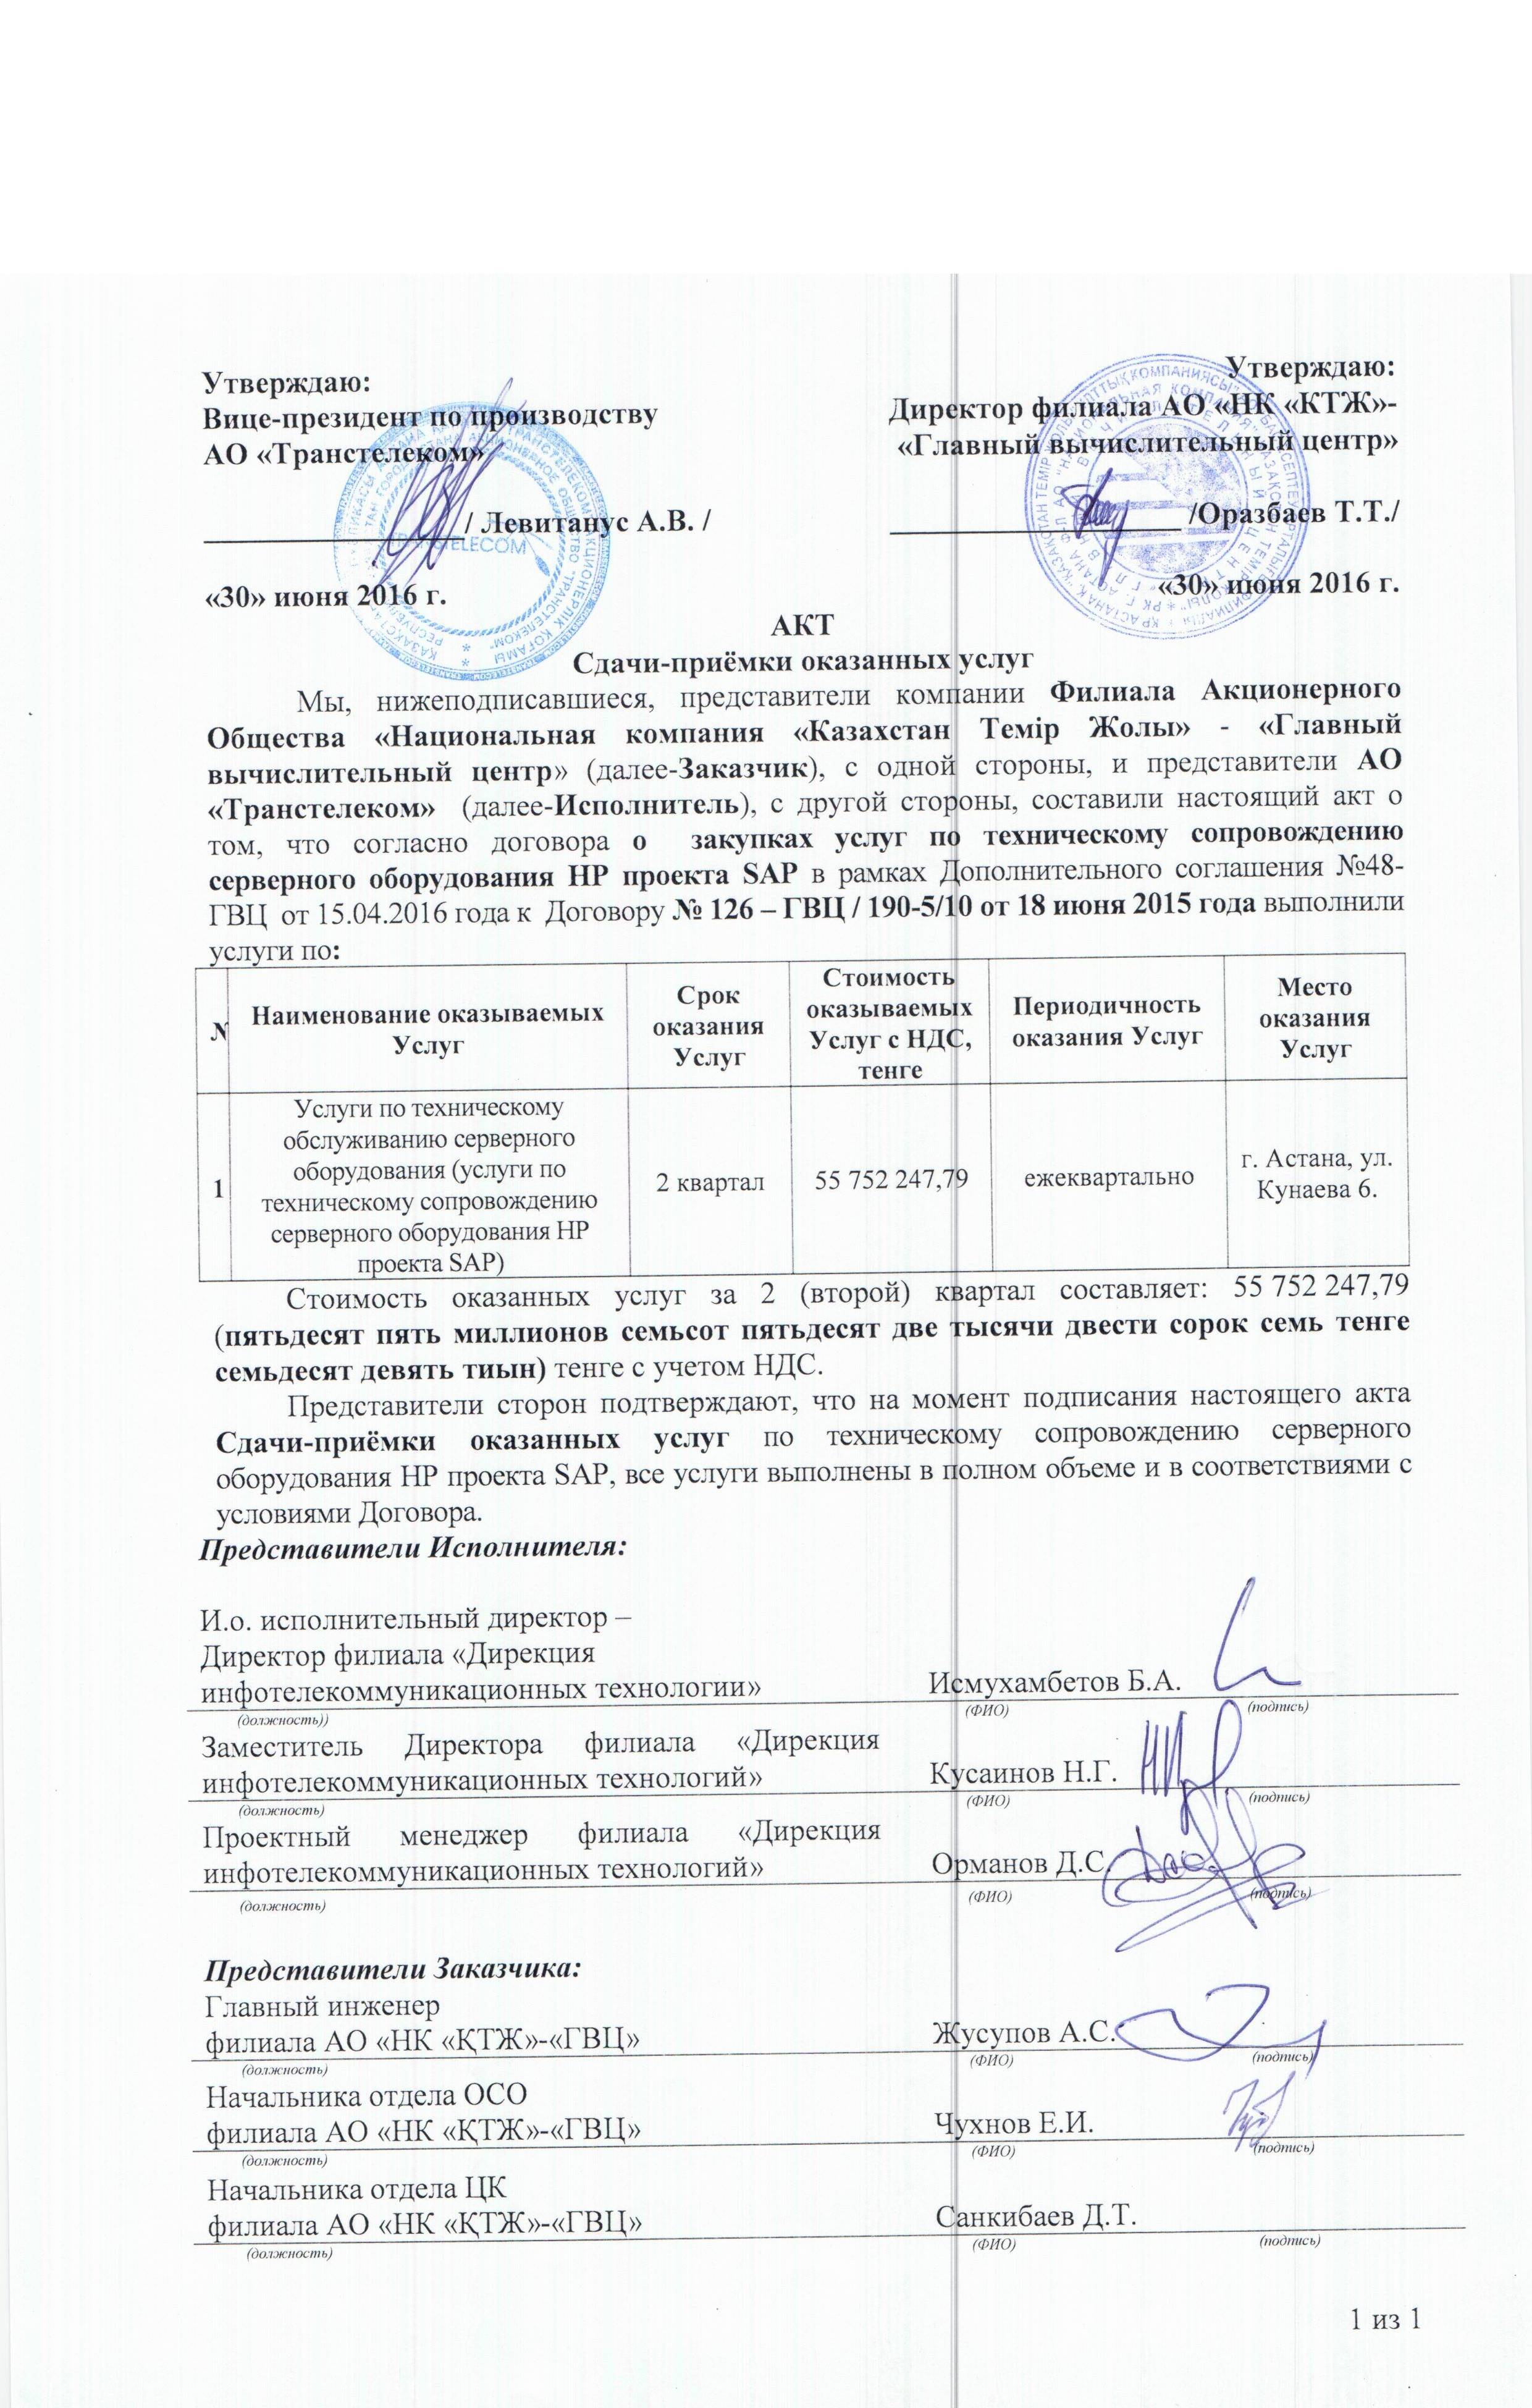 Утверждаю:
Вице-президент по производству
АО «Транстелеком»
/ Левитанус А.В. /
«30» июня 2016 г.
Утверждаю:
Директор филиала АО «НК «КТЖ»-
«Главный вычислительный центр»
/Оразбаев Т.Т./
«30» июня 2016 г.
АКТ
Сдачи-приёмки оказанных услуг
Мы, нижеподписавшиеся, представители компании Филиала Акционерного
Общества «Национальная компания «Казахстан Темір Жолы» - «Главный
вычислительный центр» (далее-Заказчик), с одной стороны, и представители АО
«Транстелеком» (далее-Исполнитель), с другой стороны, составили настоящий акт о
том, что согласно договора о закупках услуг по техническому сопровождению
серверного оборудования HP проекта SAP в рамках Дополнительного соглашения №48-
ГВЦ от 15.04.2016 года к Договору № 126 – ГВЦ / 190-5/10 от 18 июня 2015 года выполнили
услуги по:
№
Наименование оказываемых
Услуг
Срок
оказания
Услуг
Стоимость
оказываемых
Услуг с НДС,
тенге
Периодичность
оказания Услуг
Место
оказания
Услуг
1
Услуги по техническому
обслуживанию серверного
оборудования (услуги по
техническому сопровождению
серверного оборудования HP
проекта SAP)
2 квартал
55 752 247,79
ежеквартально
г. Астана, ул.
Кунаева 6.
Стоимость оказанных услуг за 2 (второй) квартал составляет: 55 752 247,79
(пятьдесят пять миллионов семьсот пятьдесят две тысячи двести сорок семь тенге
семьдесят девять тиын) тенге с учетом НДС.
Представители сторон подтверждают, что на момент подписания настоящего акта
Сдачи-приёмки оказанных услуг по техническому сопровождению серверного
оборудования HP проекта SAP, все услуги выполнены в полном объеме и в соответствиями с
условиями Договора.
Представители Исполнителя:
И.о. исполнительный директор –
Директор филиала «Дирекция
инфотелекоммуникационных технологии»
Исмухамбетов Б.А.
(должность))
(ФИО)
(подпись)
Заместитель Директора филиала «Дирекция
инфотелекоммуникационных технологий»
Кусаинов Н.Г.
(должность)
(ФИО)
(подпись)
Проектный менеджер филиала «Дирекция
инфотелекоммуникационных технологий»
Орманов Д.С.
(должность)
(ФИО)
(подпись)
Представители Заказчика:
Главный инженер
филиала АО «НК «ҚТЖ»-«ГВЦ»
Жусупов А.С.
(должность)
(ФИО)
(подпись)
Начальника отдела ОСО
филиала АО «НК «ҚТЖ»-«ГВЦ»
Чухнов Е.И.
(должность)
(ФИО)
(подпись)
Начальника отдела ЦК
филиала АО «НК «ҚТЖ»-«ГВЦ»
Санкибаев Д.Т.
(должность)
(ФИО)
(подпись)
1 из 1